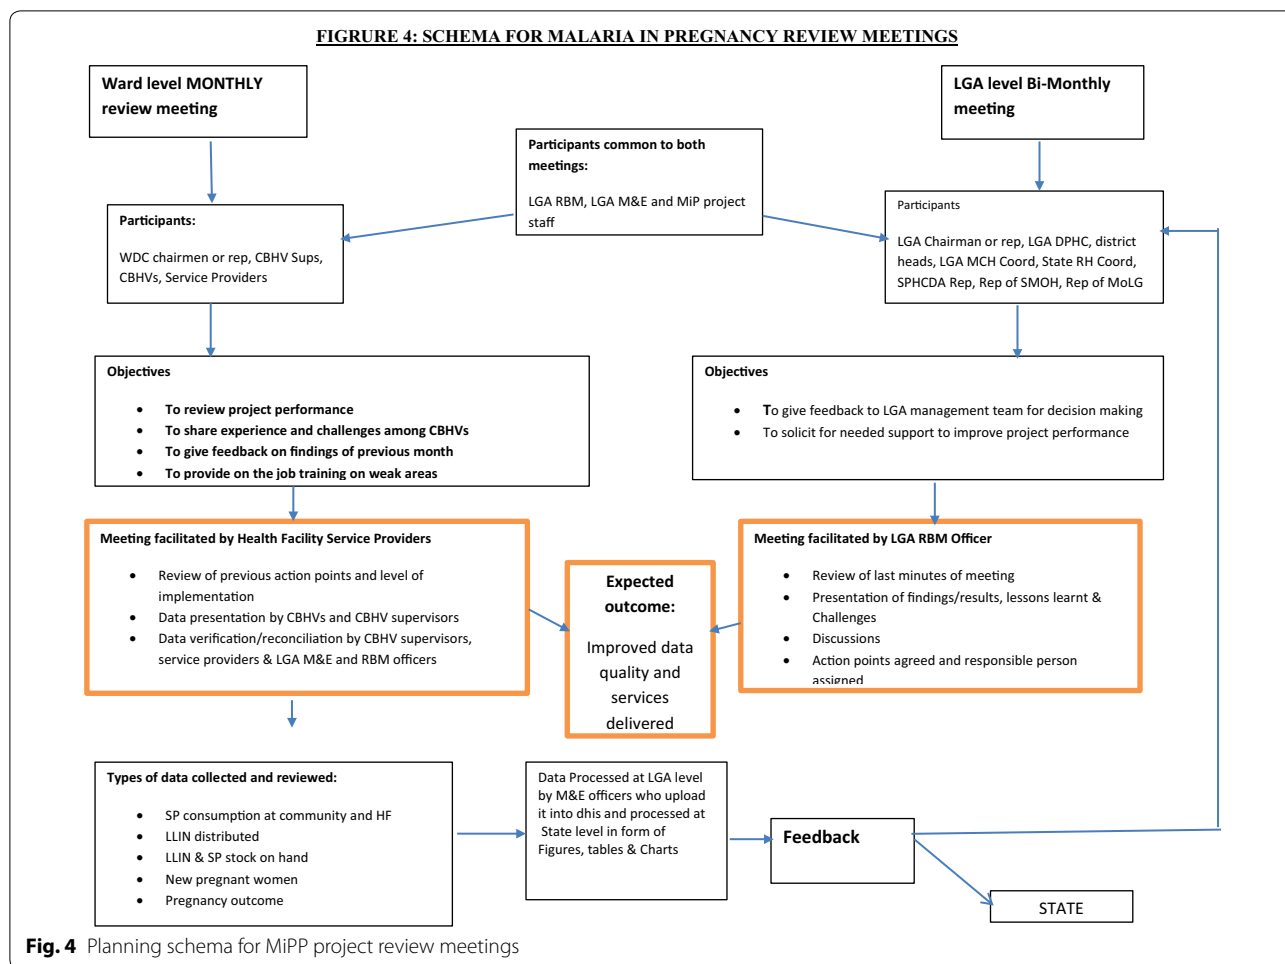 FIGRURE 4: SCHEMA FOR MALARIA IN PREGNANCY REVIEW MEETINGS
Ward level MONTHLY
review meeting
LGA level Bi-Monthly
meeting
Participants common to both
meetings:
LGA RBM, LGA M&E and MiP project
staff
Participants:
WDC chairmen or rep, CBHV Sups,
CBHVs, Service Providers
Participants
LGA Chairman or rep, LGA DPHC, district
heads, LGA MCH Coord, State RH Coord,
SPHCDA Rep, Rep of SMOH, Rep of MoLG
Objectives
• To review project performance
• To share experience and challenges among CBHVs
• To give feedback on findings of previous month
• To provide on the job training on weak areas
Objectives
• To give feedback to LGA management team for decision making
• To solicit for needed support to improve project performance
Meeting facilitated by Health Facility Service Providers
• Review of previous action points and level of
implementation
• Data presentation by CBHVs and CBHV supervisors
• Data verification/reconciliation by CBHV supervisors,
service providers & LGA M&E and RBM officers
Expected
outcome:
Improved data
quality and
services
delivered
Meeting facilitated by LGA RBM Officer
• Review of last minutes of meeting
• Presentation of findings/results, lessons learnt &
Challenges
• Discussions
• Action points agreed and responsible person
assigned
Types of data collected and reviewed:
• SP consumption at community and HF
• LLIN distributed
• LLIN & SP stock on hand
• New pregnant women
• Pregnancy outcome
Data Processed at LGA level
by M&E officers who upload
it into dhis and processed at
State level in form of
Figures, tables & Charts
Feedback
STATE
Fig. 4 Planning schema for MiPP project review meetings